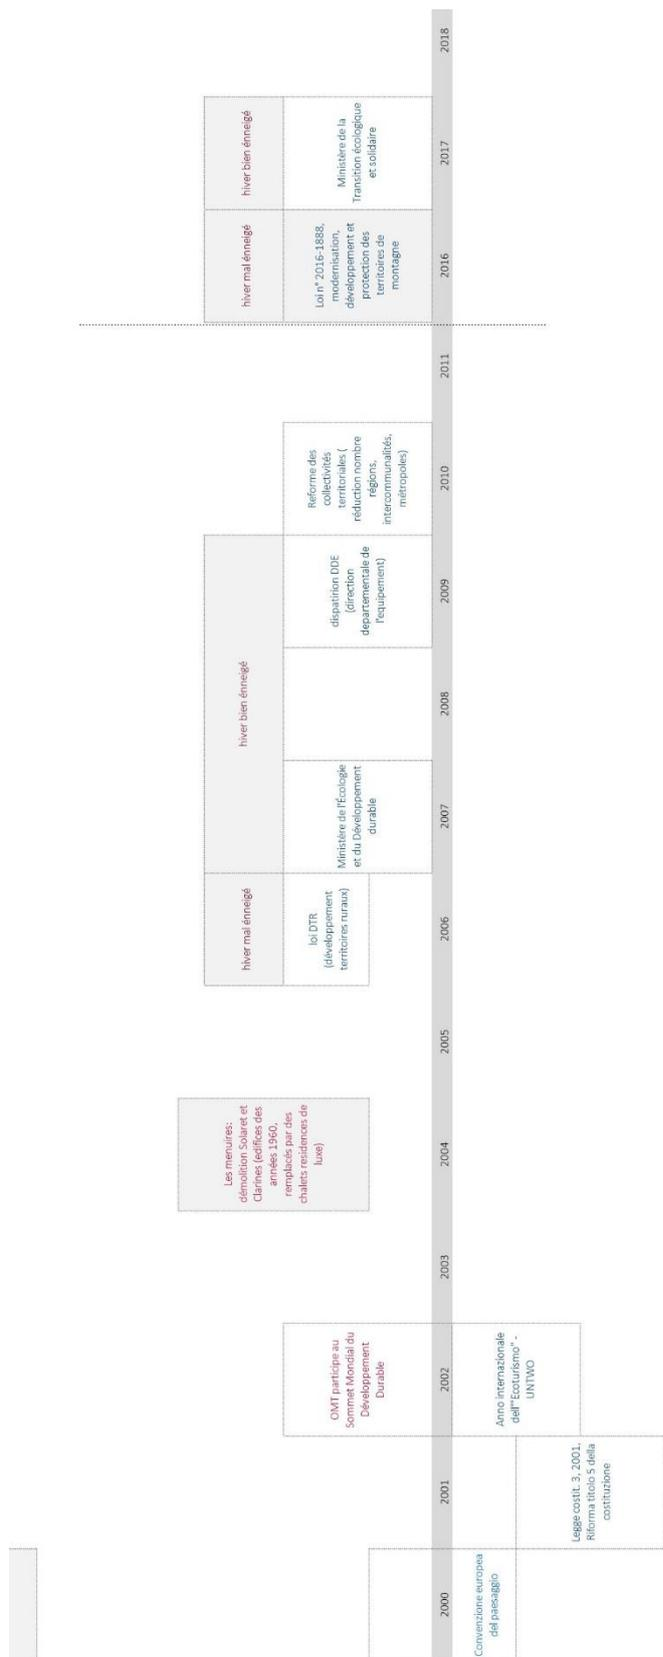 hiver mal énneigé
hiver bien énneigé
Loi n° 2016-1888,
modernisation,
développement et
protection des
territoires de
montagne
Ministère de la
Transition écologique
et solidaire
hiver mal énneigé
hiver bien énneigé
Les menuires:
démolition Solaret et
Clarines (edifices des
années 1960,
remplacés par des
chalets residences de
luxe)
OMT participe au
Sommet Mondial du
Développement
Durable
loi DTR
(développement
territoires ruraux)
Ministère de l'Écologie
et du Développement
durable
dispatirion DDE
(direction
departementale de
l'equipement)
Reforme des
collectivités
territoriales (
réduction nombre
régions,
intercommunalités,
métropoles)
2000
2001
2002
2003
2004
2005
2006
2007
2008
2009
2010
2011
2016
2017
2018
Convenzione europea
del paesaggio
Legge costit. 3, 2001,
Riforma titolo 5 della
costituzione
Anno internazionale
dell'"Ecoturismo" -
UNTWO